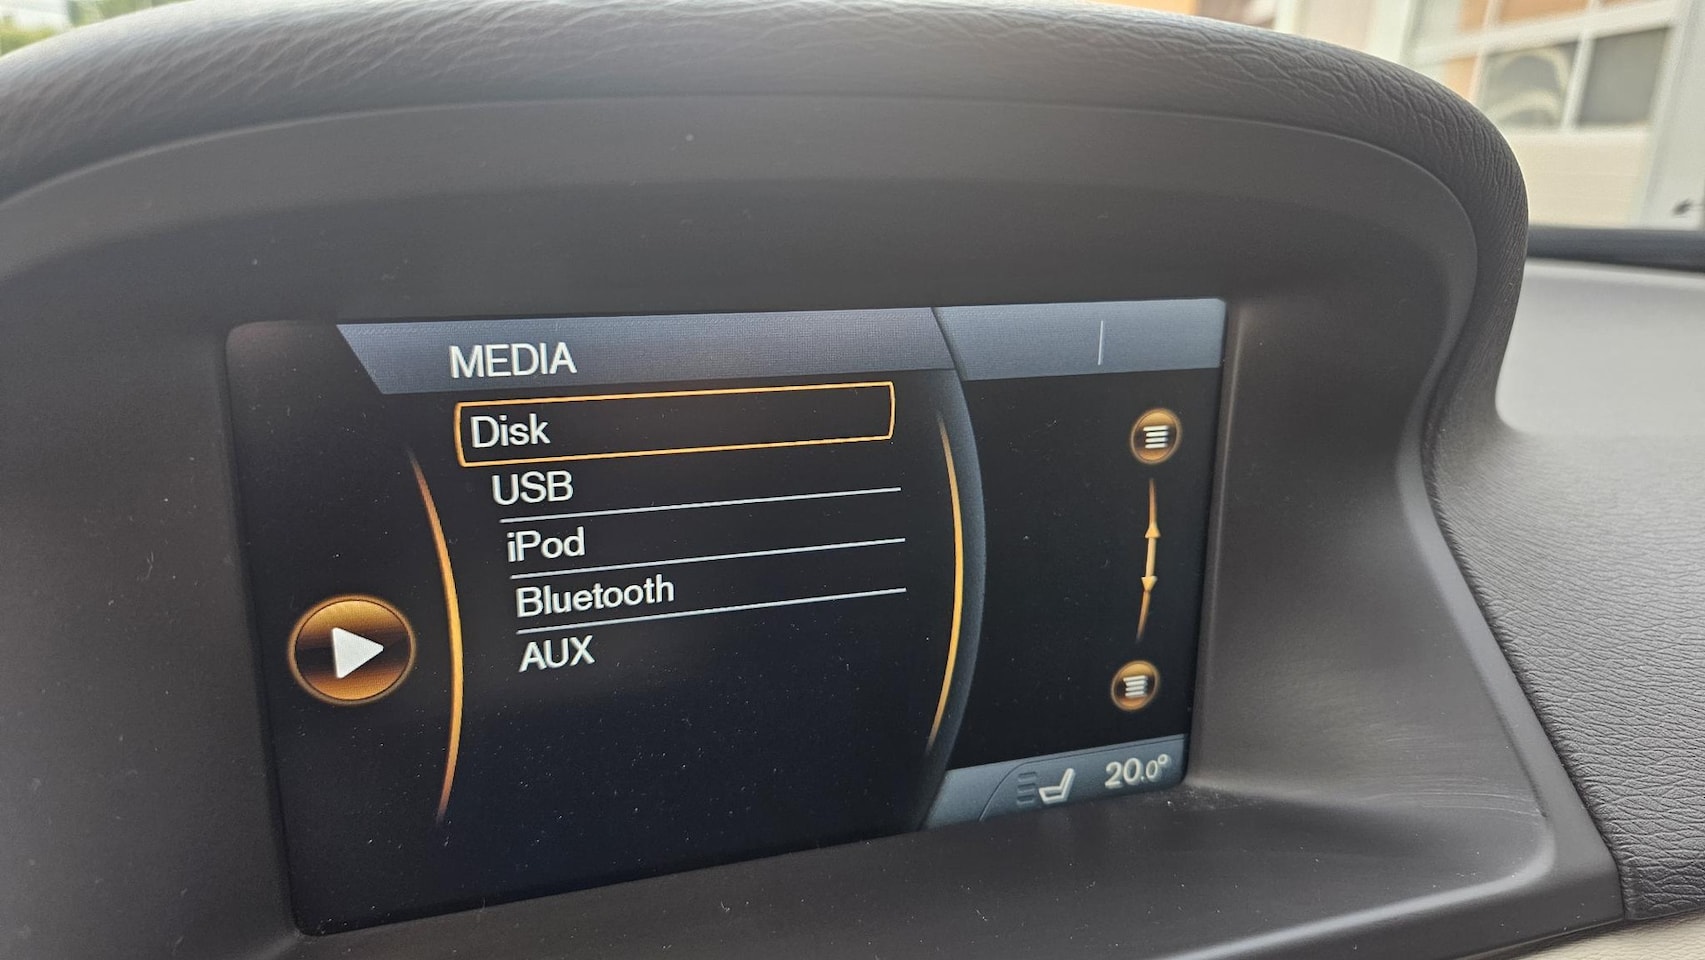 MEDIA
Disk
USB
iPod
Bluetooth
AUX
20.0°